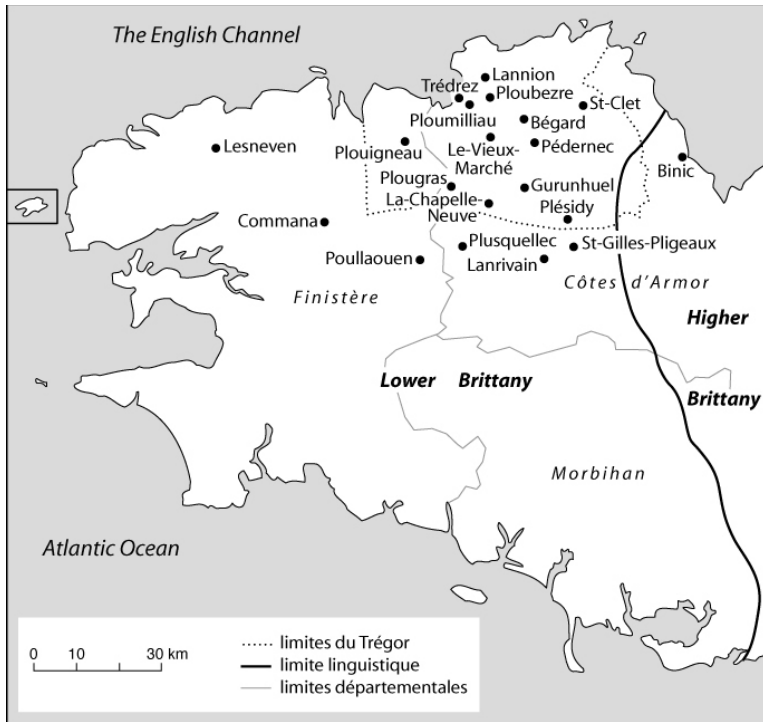 The English Channel
Lannion
Trédrez
Ploubezre
Ploumilliau
St-Clet
Bégard
Lesneven
Plouigneau
Le-Vieux-
Marché
Pédernec
Binic
Plougras
Gurunhuel
La-Chapelle-
Neuve
Plésidy
Commana
Plusquellec
St-Gilles-Pligeaux
Poullaouen
Lanrivain
Finistère
Côtes d'Armor
Higher
Lower Brittany
Brittany
Morbihan
Atlantic Ocean
limites du Trégor
0 10 30 km
limite linguistique
limites départementales